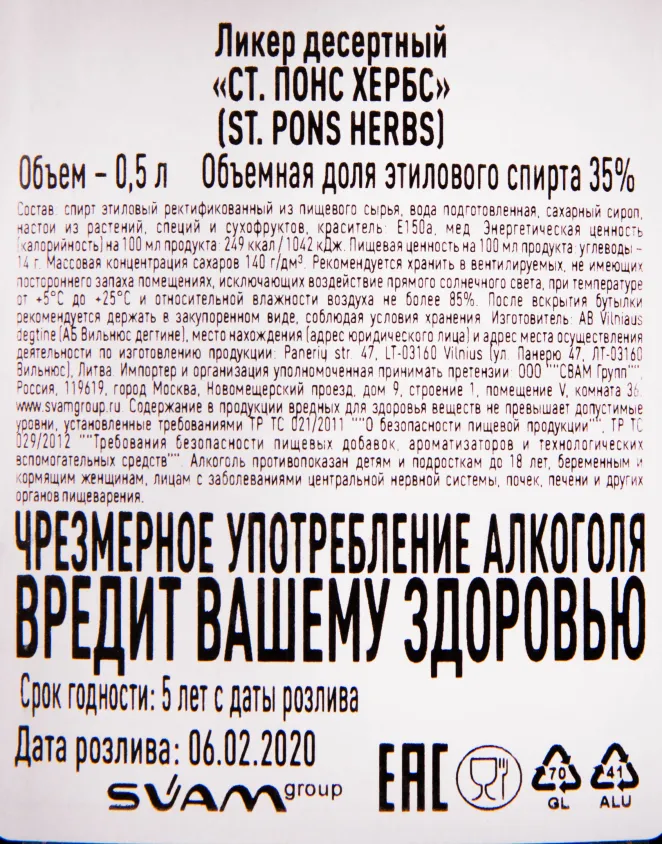 Ликер десертный
«СТ. ПОНС ХЕРБС»
(ST. PONS HERBS)
Объем – 0,5 л Объемная доля этилового спирта 35%
Состав: спирт этиловый ректификованный из пищевого сырья, вода подготовленная, сахарный сироп,
настои из растений, специй и сухофруктов, краситель: Е150а, мед. Энергетическая ценность
(калорийность) на 100 мл продукта: 249 ккал / 1042 кДж. Пищевая ценность на 100 мл продукта: углеводы –
14 г. Массовая концентрация сахаров 140 г/дм³. Рекомендуется хранить в вентилируемых, не имеющих
постороннего запаха помещениях, исключающих воздействие прямого солнечного света, при температуре
от +5°С до +25°С и относительной влажности воздуха не более 85%. После вскрытия бутылки
рекомендуется держать в закупоренном виде, соблюдая условия хранения. Изготовитель: AB Vilniaus
degtine (АБ Вильнюс дегтине), место нахождения (адрес юридического лица) и адрес места осуществления
деятельности по изготовлению продукции: Panerių str. 47, LT-03160 Vilnius (ул. Панерю 47, ЛТ-03160
Вильнюс), Литва. Импортер и организация уполномоченная принимать претензии: ООО ""СВАМ Групп"",
Россия, 119619, город Москва, Новомещерский проезд, дом 9, строение 1, помещение V, комната 36.
www.svamgroup.ru. Содержание в продукции вредных для здоровья веществ не превышает допустимые
уровни, установленные требованиями ТР ТС 021/2011 ""О безопасности пищевой продукции"", ТР ТС
029/2012 ""Требования безопасности пищевых добавок, ароматизаторов и технологических
вспомогательных средств"". Алкоголь противопоказан детям и подросткам до 18 лет, беременным и
кормящим женщинам, лицам с заболеваниями центральной нервной системы, почек, печени и других
органов пищеварения.
ЧРЕЗМЕРНОЕ УПОТРЕБЛЕНИЕ АЛКОГОЛЯ
ВРЕДИТ ВАШЕМУ ЗДОРОВЬЮ
Срок годности: 5 лет с даты розлива
Дата розлива: 06.02.2020
SVAM group
EAC
70
GL
41
ALU